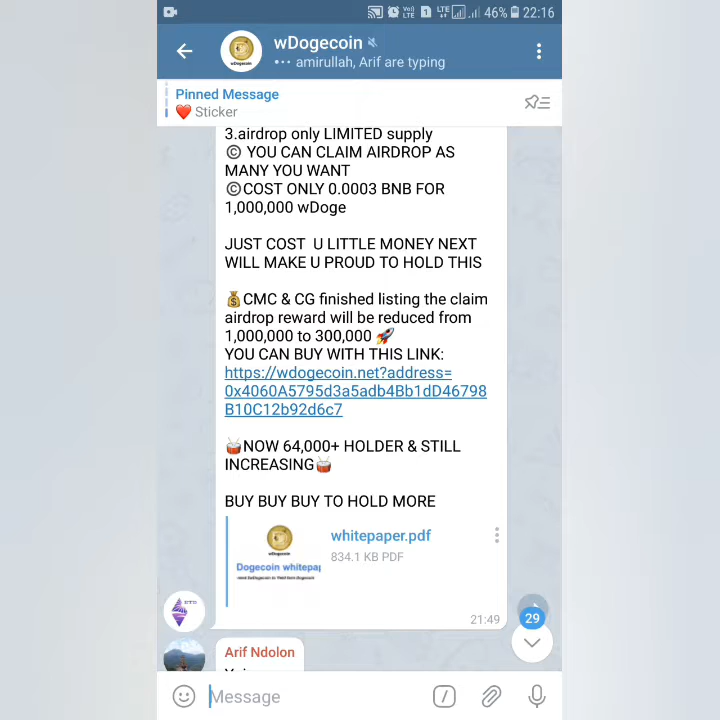 46% 22:16
wDogecoin
amirullah, Arif are typing
Pinned Message
❤️ Sticker
3.airdrop only LIMITED supply
© YOU CAN CLAIM AIRDROP AS
MANY YOU WANT
©COST ONLY 0.0003 BNB FOR
1,000,000 wDoge
JUST COST U LITTLE MONEY NEXT
WILL MAKE U PROUD TO HOLD THIS
💰CMC & CG finished listing the claim
airdrop reward will be reduced from
1,000,000 to 300,000 🚀
YOU CAN BUY WITH THIS LINK:
https://wdogecoin.net?address=
0x4060A5795d3a5adb4Bb1dD46798
B10C12b92d6c7
🥁NOW 64,000+ HOLDER & STILL
INCREASING🥁
BUY BUY BUY TO HOLD MORE
wDogecoin
Dogecoin whitepa
whitepaper.pdf
834.1 KB PDF
21:49
29
Arif Ndolon
Message